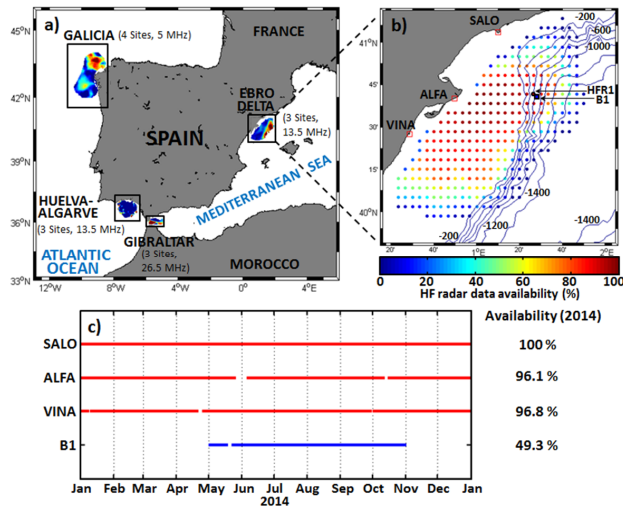 a)
GALICIA (4 Sites, 5 MHz)
FRANCE
EBRO
DELTA
(3 Sites,
13.5 MHz)
SPAIN
MEDITERRANEAN SEA
HUELVA-
ALGARVE
(3 Sites, 13.5 MHz)
GIBRALTAR
(3 Sites,
26.5 MHz)
ATLANTIC
OCEAN
MOROCCO
45°N
42°N
39°N
36°N
33°N
12°W
8°W
4°W
0°
4°E
b)
SALO
-200
-600
-1000
41°N
45'
ALFA
HFR1
B1
VINA
30'
15'
40°N
-1400
-1400
-200
-1200
20'
40'
1°E
20'
40'
2°E
0
20
40
60
80
100
HF radar data availability (%)
c)
Availability (2014)
SALO
100 %
ALFA
96.1 %
VINA
96.8 %
B1
49.3 %
Jan Feb Mar Apr May Jun Jul Aug Sep Oct Nov Dec Jan
2014